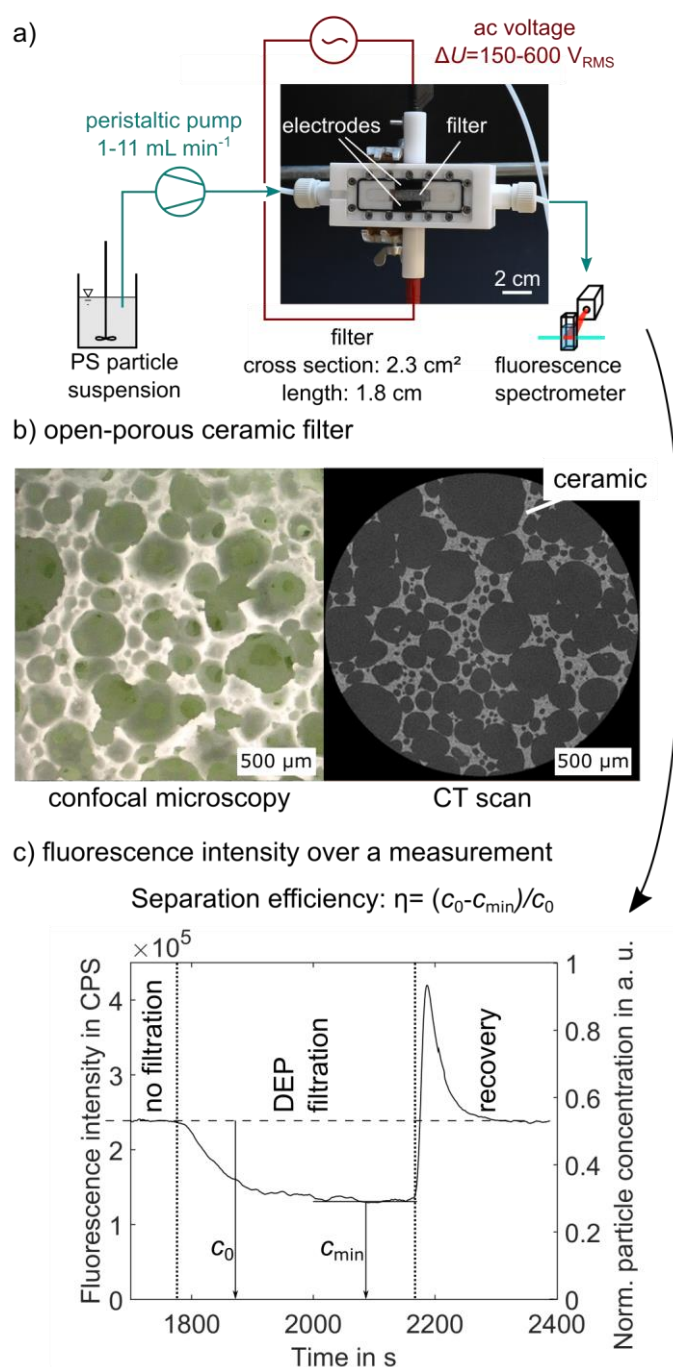 a)
ac voltage
ΔU=150-600 V_RMS
peristaltic pump
1-11 mL min⁻¹
electrodes
filter
2 cm
PS particle
suspension
filter
cross section: 2.3 cm²
length: 1.8 cm
fluorescence
spectrometer
b) open-porous ceramic filter
ceramic
500 µm
500 µm
confocal microscopy
CT scan
c) fluorescence intensity over a measurement
Separation efficiency: η= (c₀-c_min)/c₀
×10⁵
Fluorescence intensity in CPS
4
3
2
1
0
no filtration
DEP
filtration
recovery
c₀
c_min
1
0.8
0.6
0.4
0.2
0
Norm. particle concentration in a. u.
1800
2000
2200
2400
Time in s